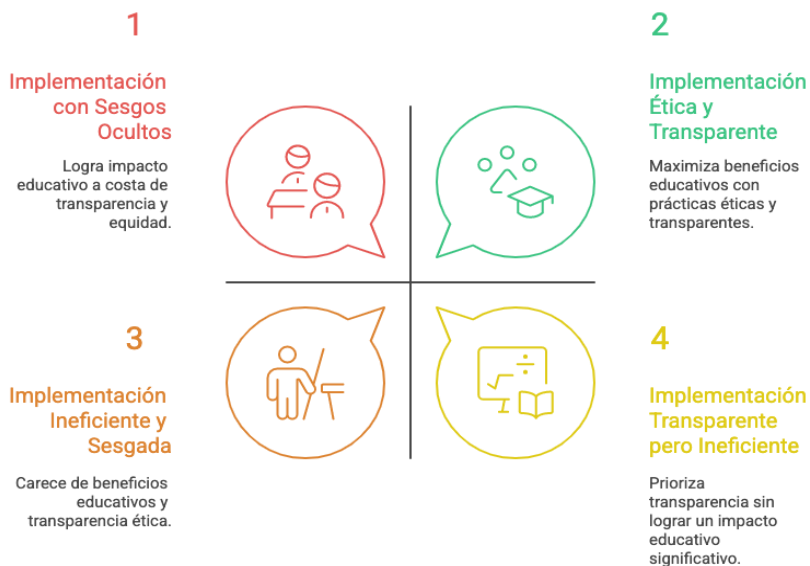 1
Implementación
con Sesgos
Ocultos
Logra impacto
educativo a costa de
transparencia y
equidad.
2
Implementación
Ética y
Transparente
Maximiza beneficios
educativos con
prácticas éticas y
transparentes.
3
Implementación
Ineficiente y
Sesgada
Carece de beneficios
educativos y
transparencia ética.
4
Implementación
Transparente
pero Ineficiente
Prioriza
transparencia sin
lograr un impacto
educativo
significativo.